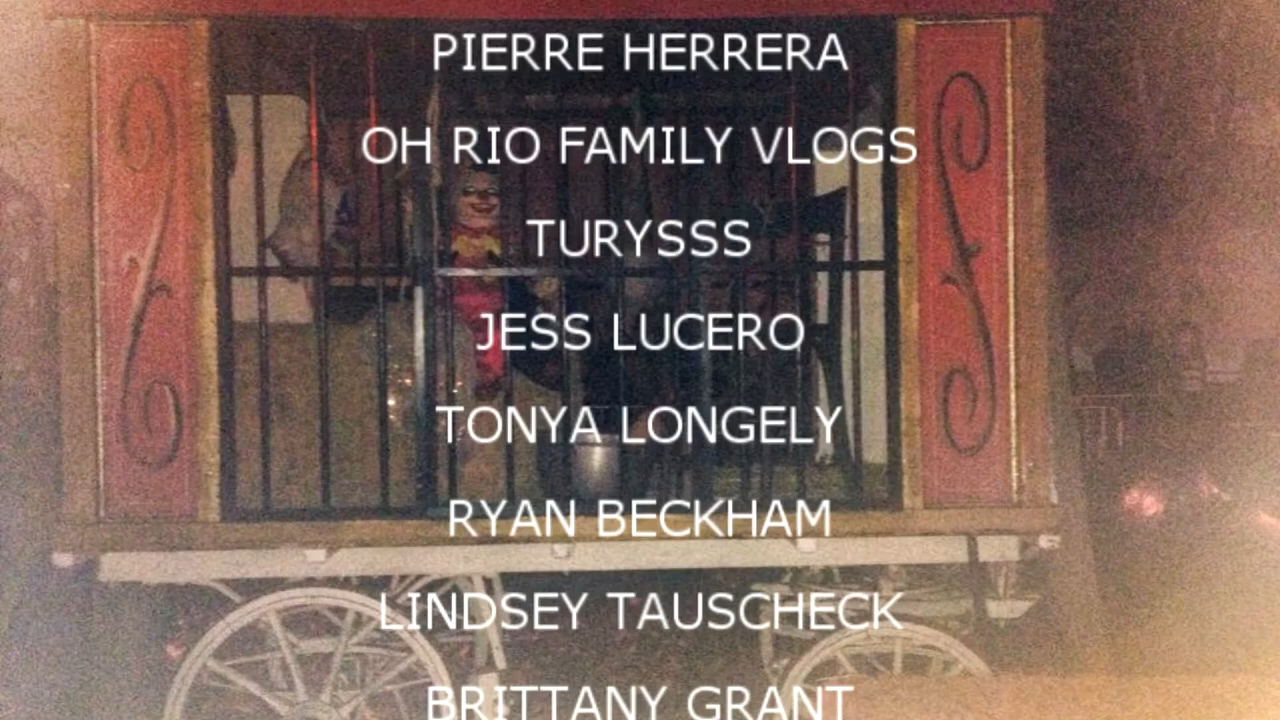 PIERRE HERRERA
OH RIO FAMILY VLOGS
TURYSSS
JESS LUCERO
TONYA LONGELY
RYAN BECKHAM
LINDSEY TAUSCHECK
BRITTANY GRANT